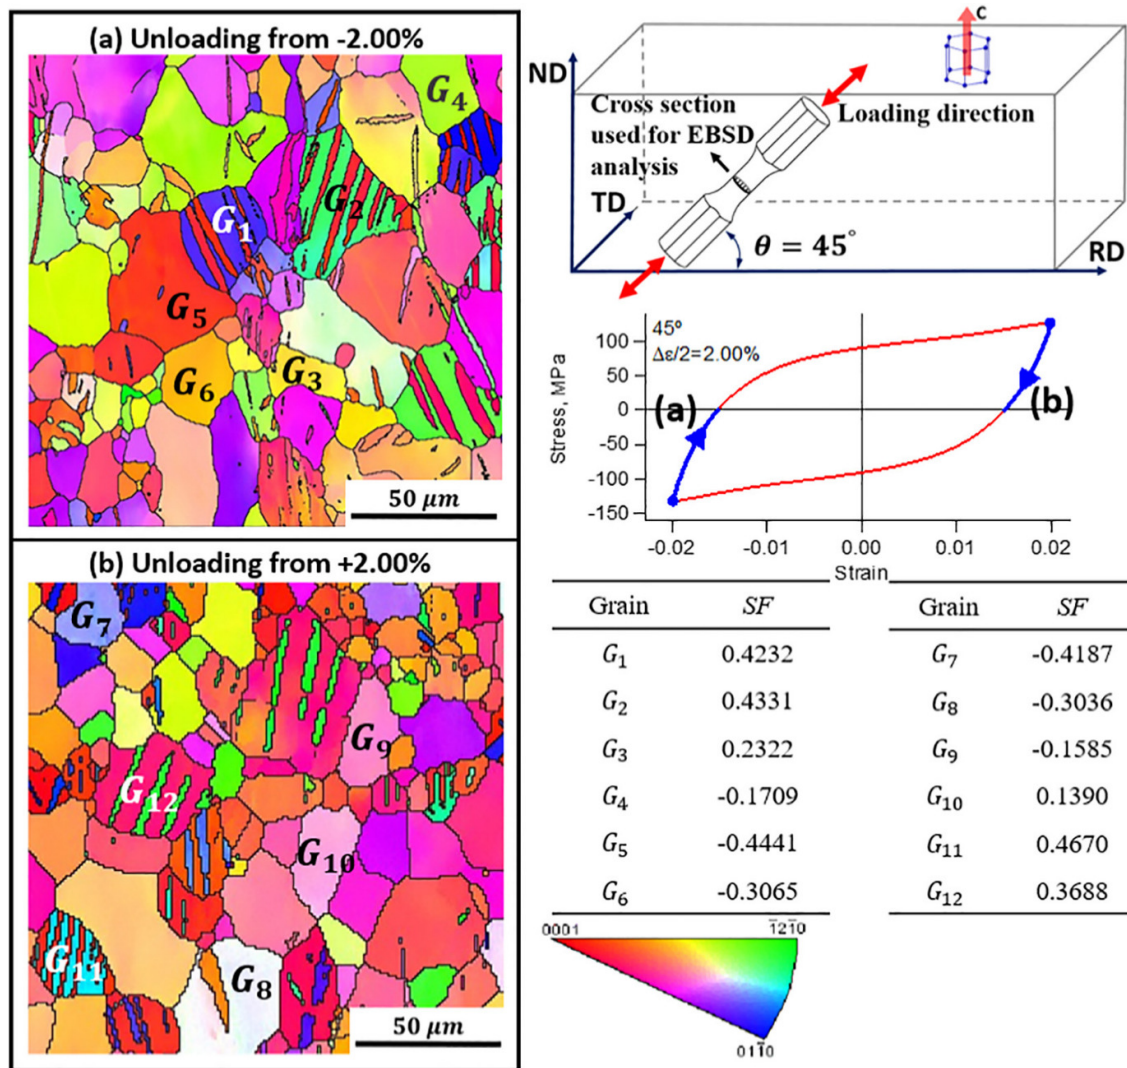 (a) Unloading from -2.00%
G₄
G₁
G₂
G₅
G₆
G₃
50 μm
(b) Unloading from +2.00%
G₇
G₉
G₁₂
G₁₀
G₁₁
G₈
50 μm
ND
C
Cross section
used for EBSD
analysis
Loading direction
TD
θ = 45°
RD
Stress, MPa
100
50
0
-50
-100
-150
45º
Δε/2=2.00%
(a)
(b)
-0.02 -0.01 0.00 0.01 0.02
Strain
Grain SF
G₁ 0.4232
G₂ 0.4331
G₃ 0.2322
G₄ -0.1709
G₅ -0.4441
G₆ -0.3065
Grain SF
G₇ -0.4187
G₈ -0.3036
G₉ -0.1585
G₁₀ 0.1390
G₁₁ 0.4670
G₁₂ 0.3688
0001
1̅21̅0
011̅0